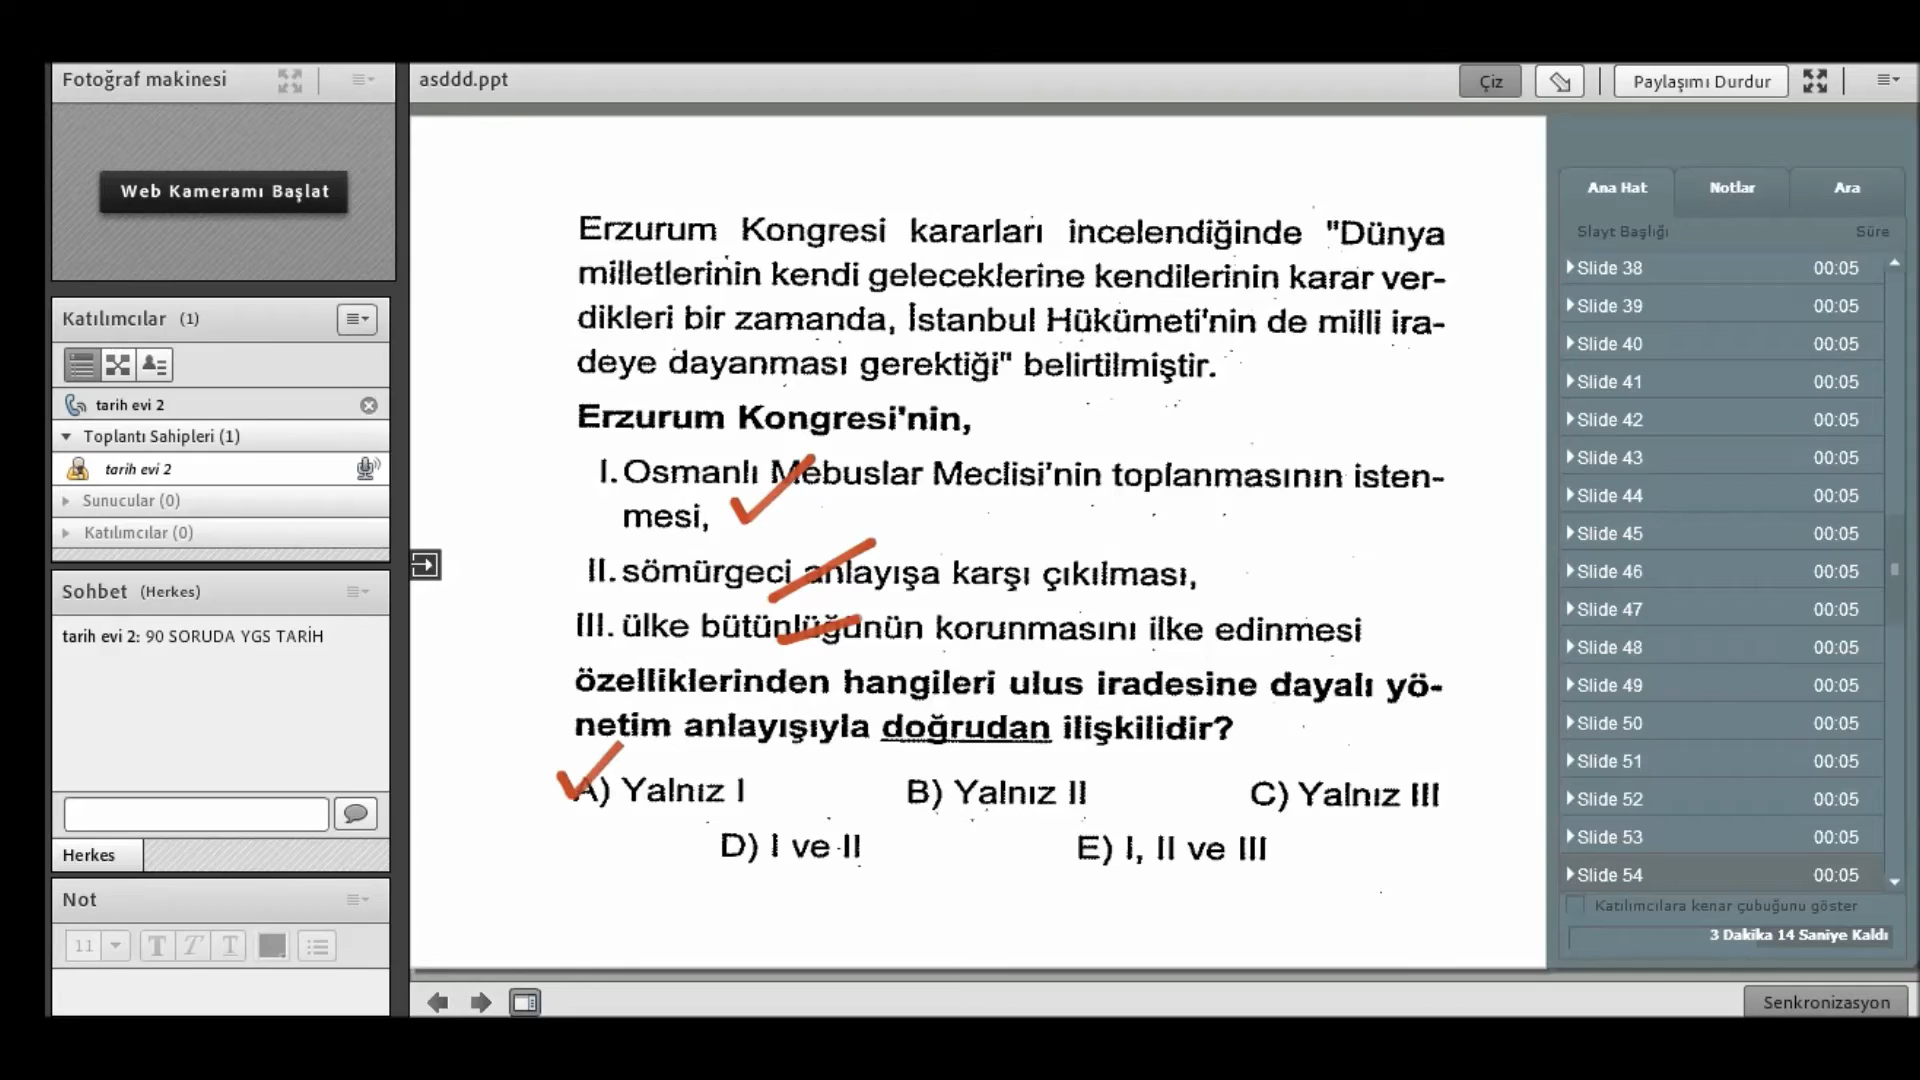 Fotoğraf makinesi
Web Kameramı Başlat
Katılımcılar (1)
tarih evi 2
Toplantı Sahipleri (1)
tarih evi 2
Sunucular (0)
Katılımcılar (0)
Sohbet (Herkes)
tarih evi 2: 90 SORUDA YGS TARİH
Herkes
Not
11
asddd.ppt
Çiz
Paylaşımı Durdur
Erzurum Kongresi kararları incelendiğinde "Dünya
milletlerinin kendi geleceklerine kendilerinin karar ver-
dikleri bir zamanda, İstanbul Hükümeti'nin de milli ira-
deye dayanması gerektiği" belirtilmiştir.
Erzurum Kongresi'nin,
I. Osmanlı Mebuslar Meclisi'nin toplanmasının isten-
mesi,
II. sömürgeci anlayışa karşı çıkılması,
III. ülke bütünlüğünün korunmasını ilke edinmesi
özelliklerinden hangileri ulus iradesine dayalı yö-
netim anlayışıyla doğrudan ilişkilidir?
A) Yalnız I B) Yalnız II C) Yalnız III
D) I ve II E) I, II ve III
Ana Hat Notlar Ara
Slayt Başlığı Süre
Slide 38 00:05
Slide 39 00:05
Slide 40 00:05
Slide 41 00:05
Slide 42 00:05
Slide 43 00:05
Slide 44 00:05
Slide 45 00:05
Slide 46 00:05
Slide 47 00:05
Slide 48 00:05
Slide 49 00:05
Slide 50 00:05
Slide 51 00:05
Slide 52 00:05
Slide 53 00:05
Slide 54 00:05
Katılımcılara kenar çubuğunu göster
3 Dakika 14 Saniye Kaldı
Senkronizasyon